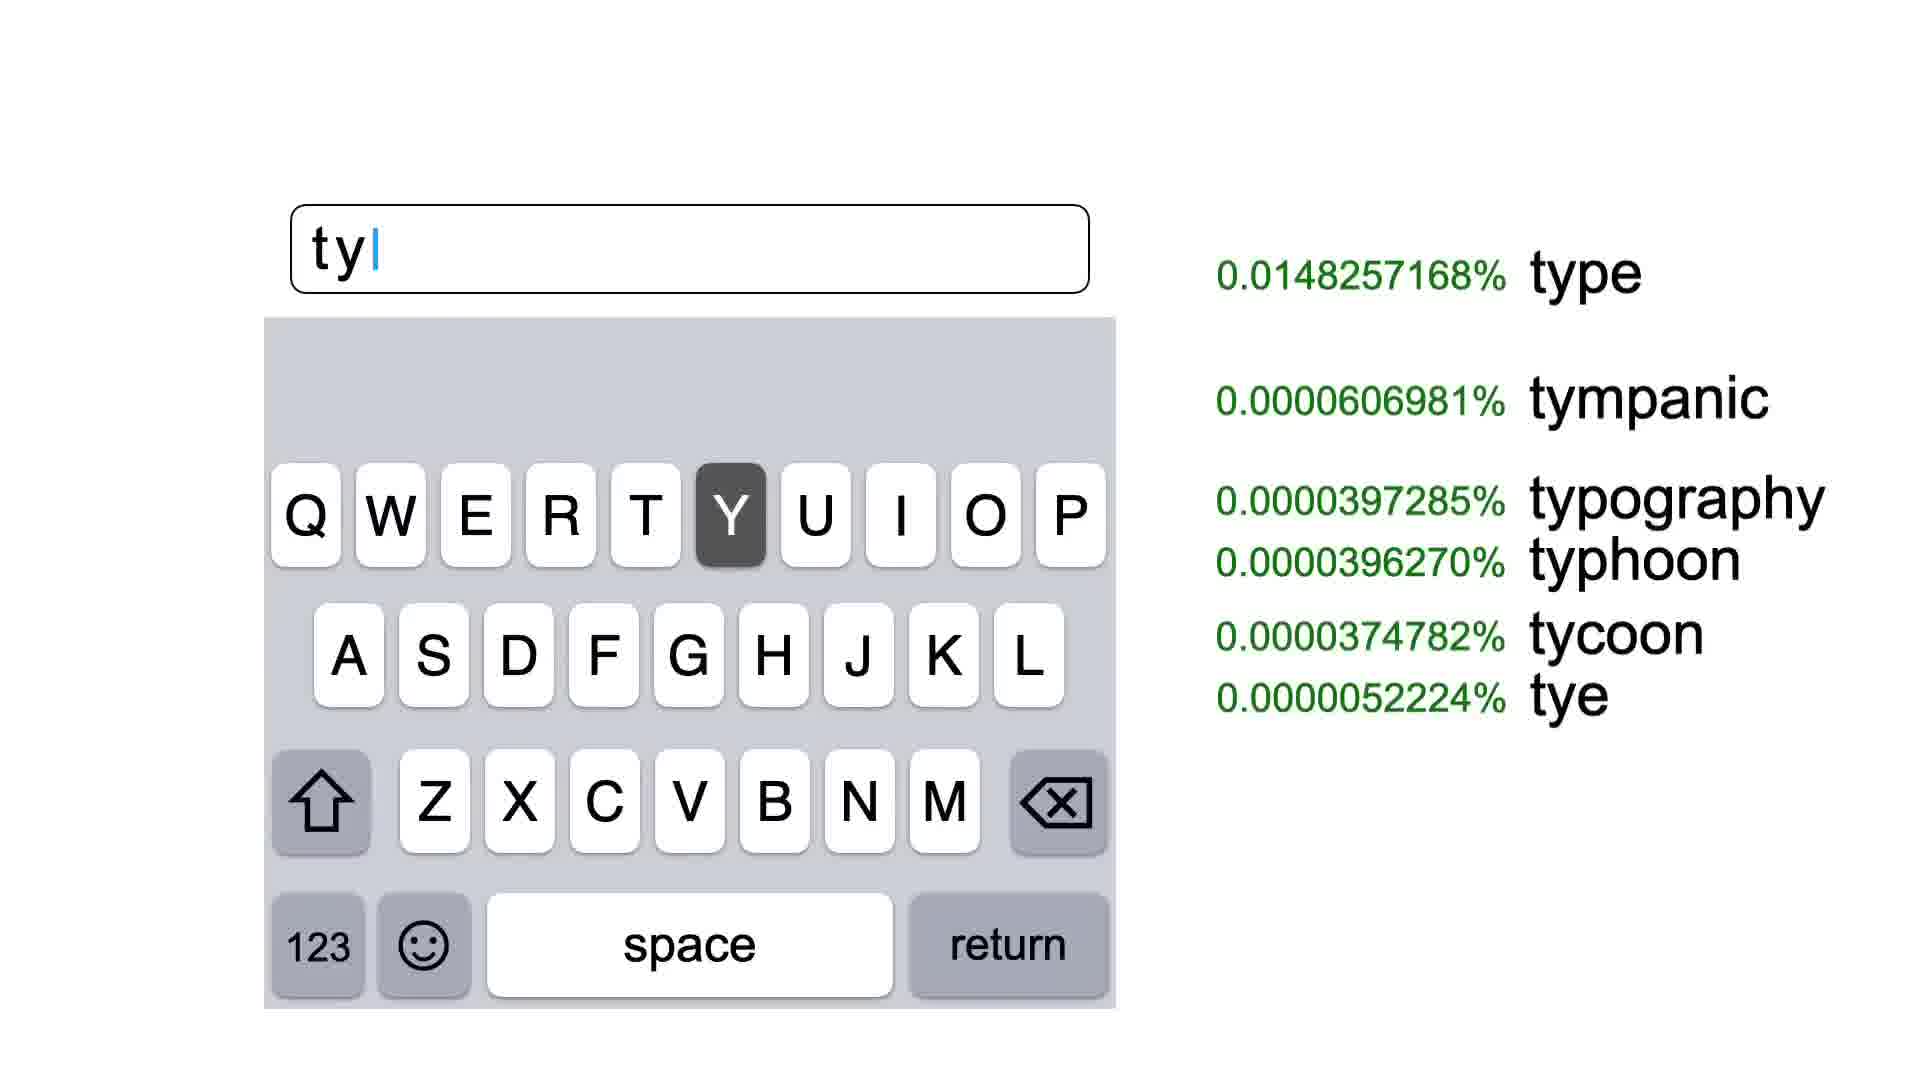 ty
0.0148257168% type
0.0000606981% tympanic
0.0000397285% typography
0.0000396270% typhoon
0.0000374782% tycoon
0.0000052224% tye
Q W E R T Y U I O P
A S D F G H J K L
Z X C V B N M
123 space return